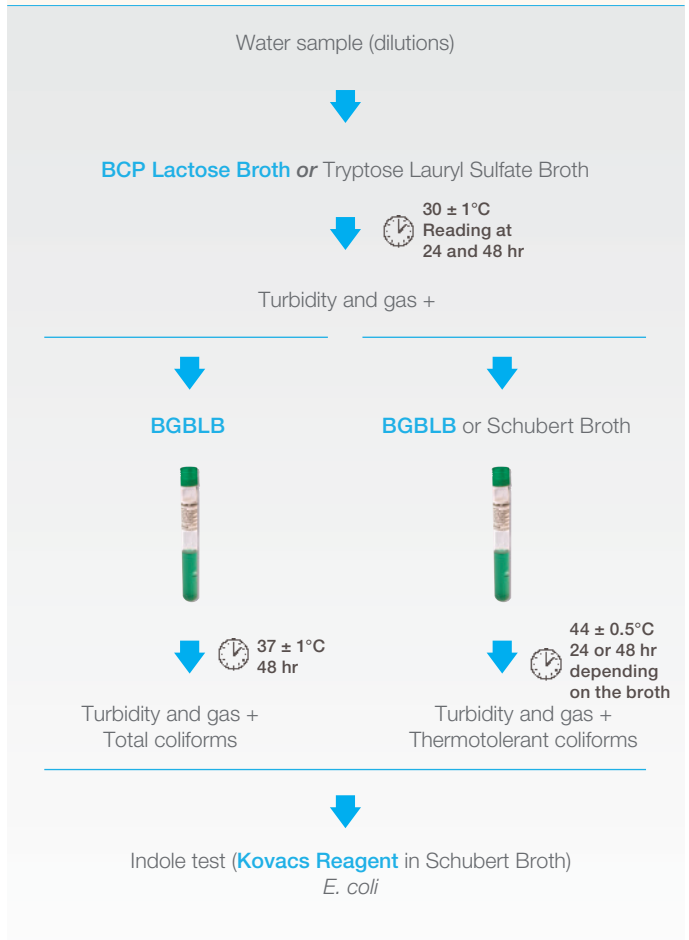 Water sample (dilutions)
BCP Lactose Broth or Tryptose Lauryl Sulfate Broth
30 ± 1°C
Reading at
24 and 48 hr
Turbidity and gas +
BGBLB
BGBLB or Schubert Broth
37 ± 1°C
48 hr
44 ± 0.5°C
24 or 48 hr
depending
on the broth
Turbidity and gas +
Total coliforms
Turbidity and gas +
Thermotolerant coliforms
Indole test (Kovacs Reagent in Schubert Broth)
E. coli